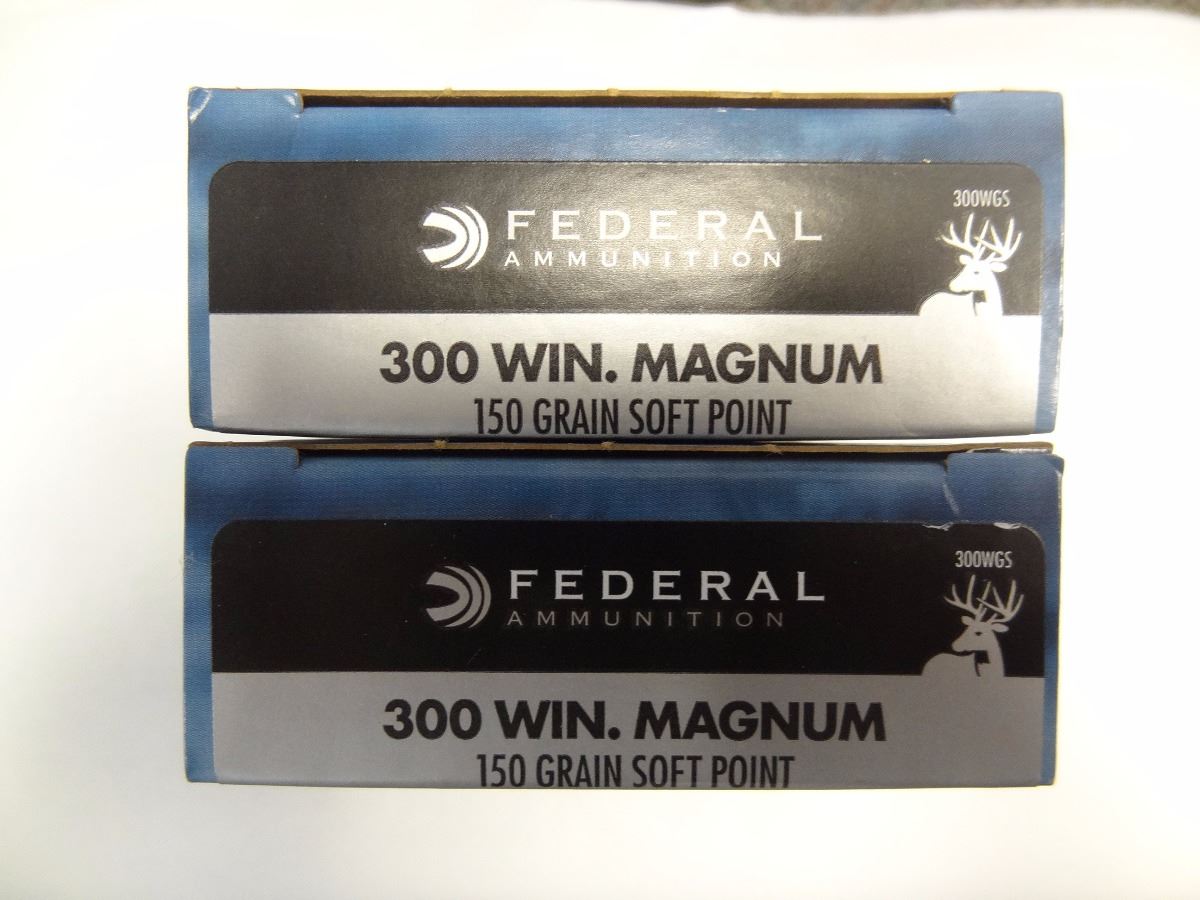 300WGS
FEDERAL
AMMUNITION
300 WIN. MAGNUM
150 GRAIN SOFT POINT
300WGS
FEDERAL
AMMUNITION
300 WIN. MAGNUM
150 GRAIN SOFT POINT